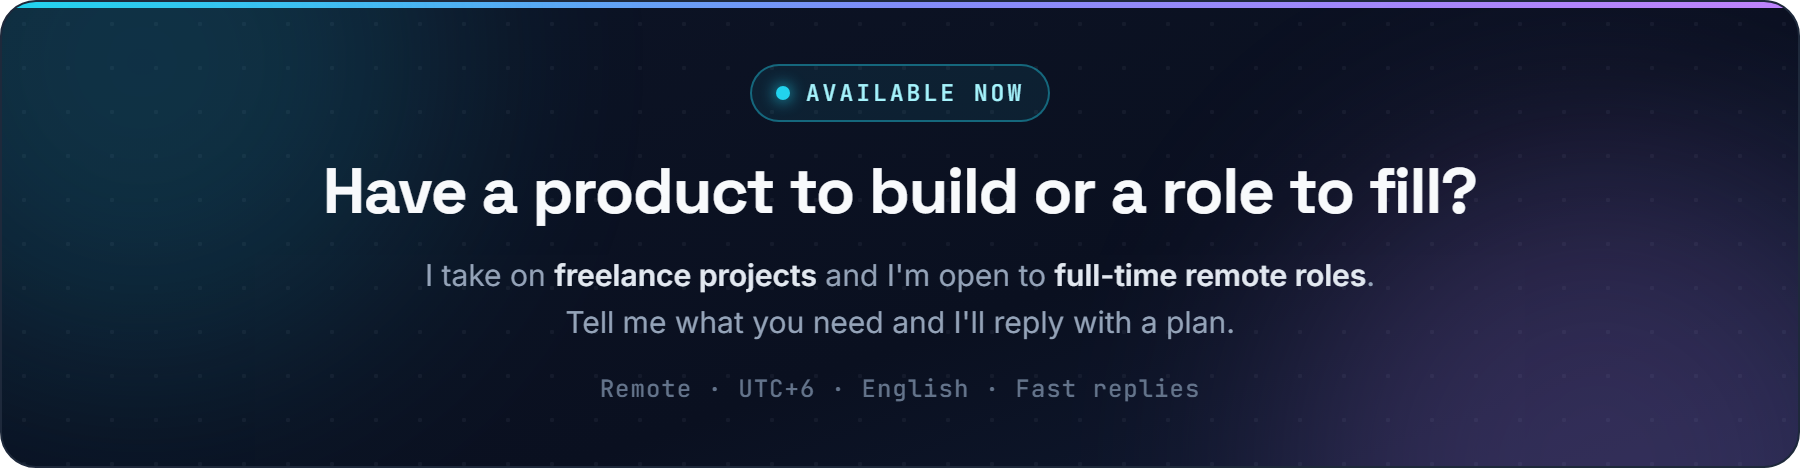 AVAILABLE NOW
Have a product to build or a role to fill?
I take on freelance projects and I'm open to full-time remote roles.
Tell me what you need and I'll reply with a plan.
Remote · UTC+6 · English · Fast replies